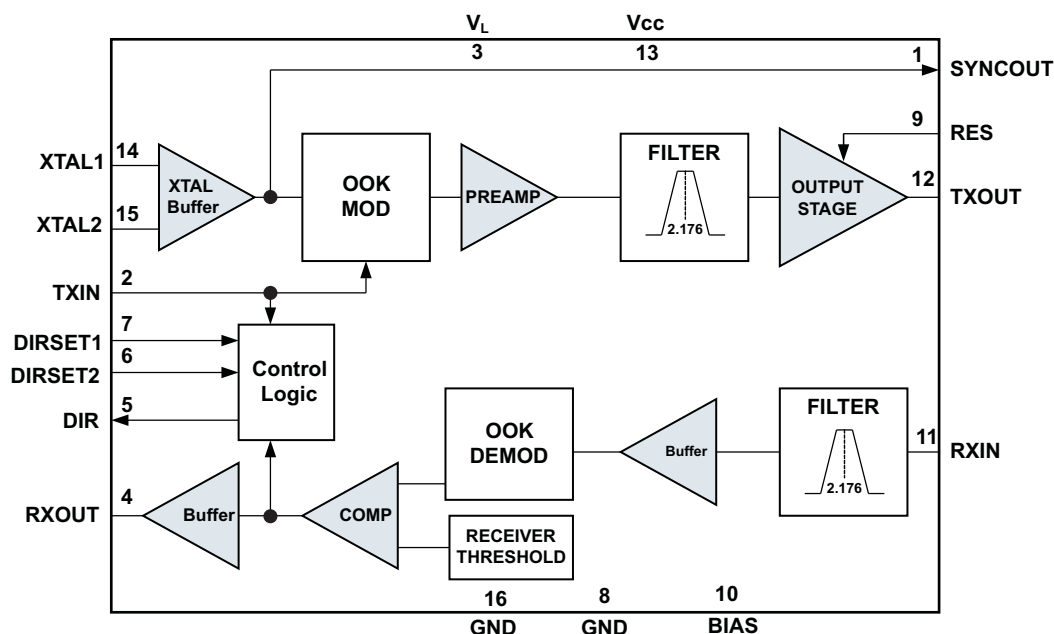 VL
Vcc
3
13
1
SYNCOUT
9
RES
XTAL1
14
XTAL
Buffer
OOK
MOD
PREAMP
FILTER
2.176
OUTPUT
STAGE
12
TXOUT
XTAL2
15
TXIN
2
DIRSET1
7
DIRSET2
6
DIR
5
Control
Logic
OOK
DEMOD
Buffer
FILTER
2.176
11
RXIN
RXOUT
4
Buffer
COMP
RECEIVER
THRESHOLD
16
8
10
GND
GND
BIAS